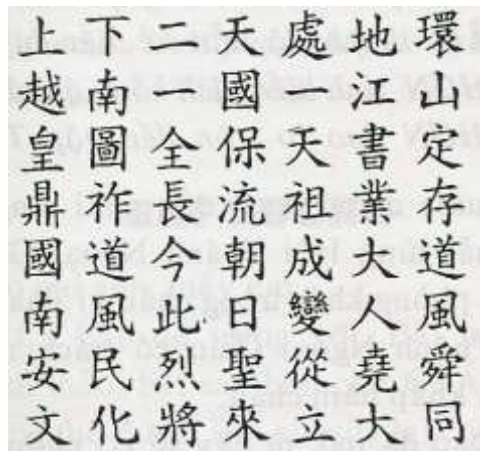 上下二天處地環
越南一國一江山
皇圖全保天書定
鼎祚長流祖業存
國道今朝成大道
南風此日變人風
安民烈聖從堯舜
文化將來立大同